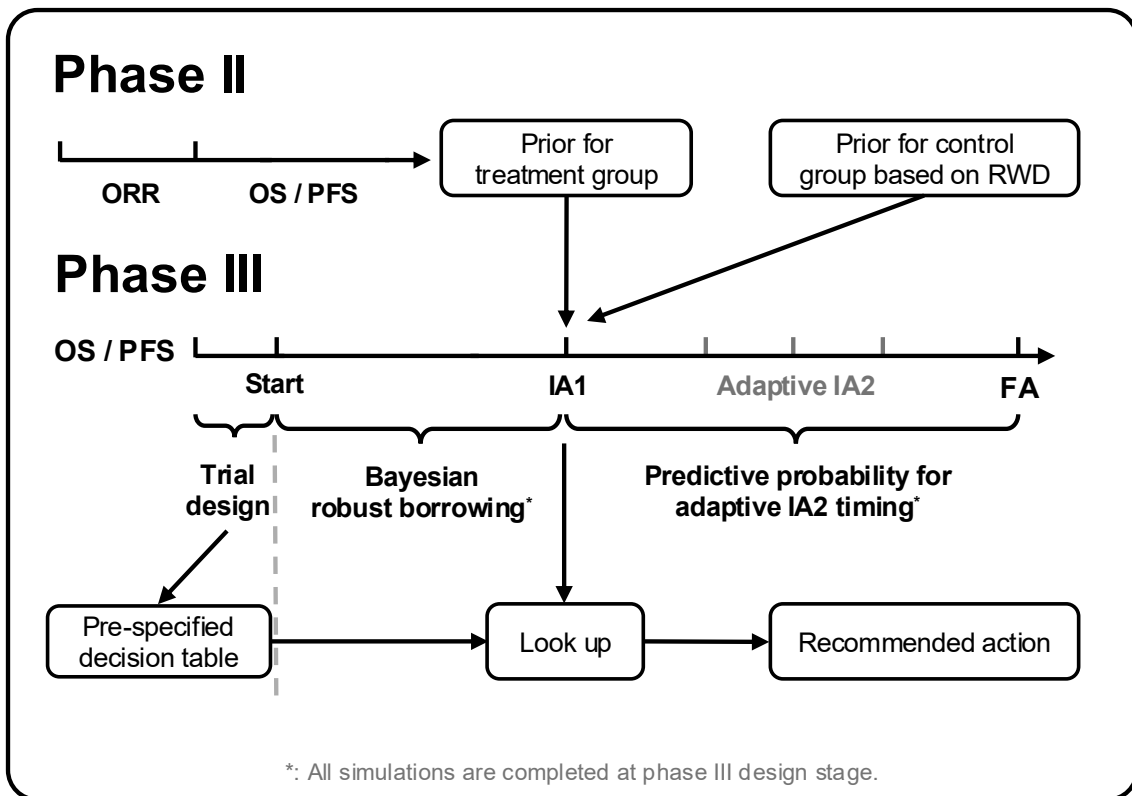 Phase II
Prior for
treatment group
Prior for control
group based on RWD
ORR
OS / PFS
Phase III
OS / PFS
Start
IA1
Adaptive IA2
FA
Trial
design
Bayesian
robust borrowing*
Predictive probability for
adaptive IA2 timing*
Pre-specified
decision table
Look up
Recommended action
*: All simulations are completed at phase III design stage.